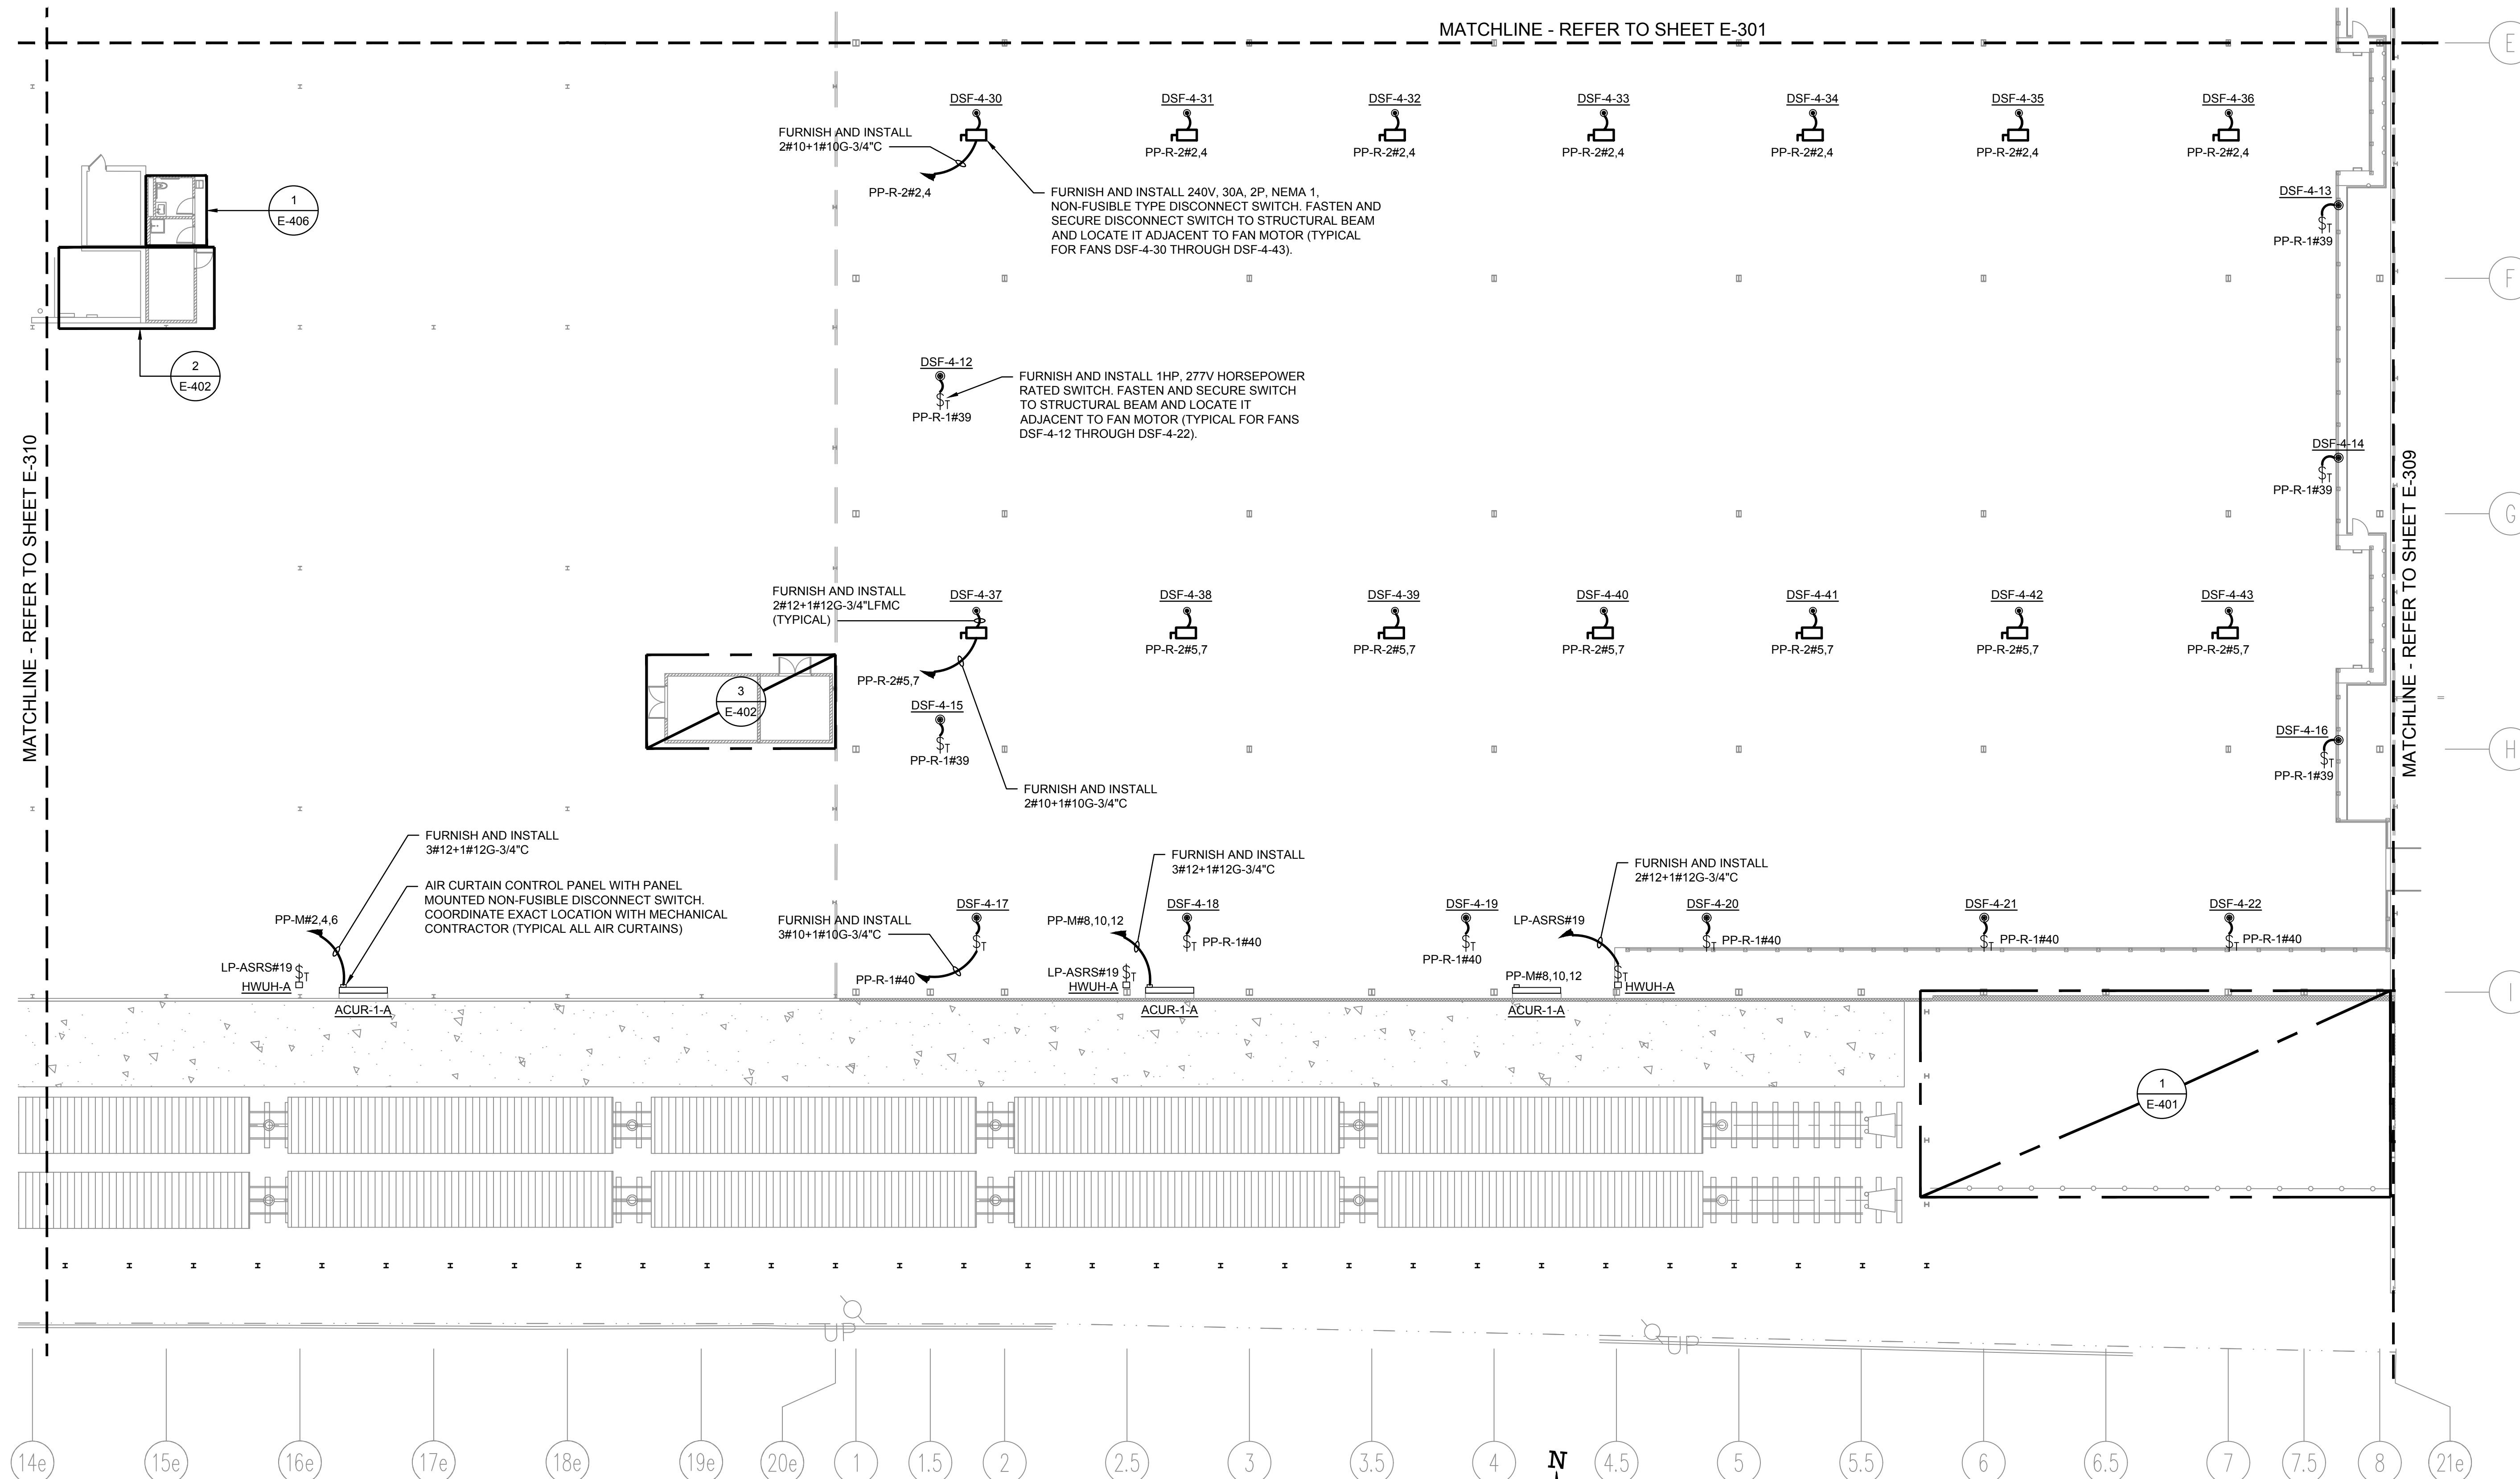 MATCHLINE - REFER TO SHEET E-301
E
DSF-4-30
DSF-4-31
DSF-4-32
DSF-4-33
DSF-4-34
DSF-4-35
DSF-4-36
FURNISH AND INSTALL
2#10+1#10G-3/4"C
PP-R-2#2,4
PP-R-2#2,4
PP-R-2#2,4
PP-R-2#2,4
PP-R-2#2,4
PP-R-2#2,4
PP-R-2#2,4
FURNISH AND INSTALL 240V, 30A, 2P, NEMA 1,
NON-FUSIBLE TYPE DISCONNECT SWITCH. FASTEN AND
SECURE DISCONNECT SWITCH TO STRUCTURAL BEAM
AND LOCATE IT ADJACENT TO FAN MOTOR (TYPICAL
FOR FANS DSF-4-30 THROUGH DSF-4-43).
1
E-406
DSF-4-13
$T
PP-R-1#39
F
2
E-402
DSF-4-12
$T
PP-R-1#39
FURNISH AND INSTALL 1HP, 277V HORSEPOWER
RATED SWITCH. FASTEN AND SECURE SWITCH
TO STRUCTURAL BEAM AND LOCATE IT
ADJACENT TO FAN MOTOR (TYPICAL FOR FANS
DSF-4-12 THROUGH DSF-4-22).
DSF-4-14
$T
PP-R-1#39
G
MATCHLINE - REFER TO SHEET E-310
MATCHLINE - REFER TO SHEET E-309
FURNISH AND INSTALL
2#12+1#12G-3/4"LFMC
(TYPICAL)
DSF-4-37
DSF-4-38
DSF-4-39
DSF-4-40
DSF-4-41
DSF-4-42
DSF-4-43
PP-R-2#5,7
PP-R-2#5,7
PP-R-2#5,7
PP-R-2#5,7
PP-R-2#5,7
PP-R-2#5,7
PP-R-2#5,7
3
E-402
DSF-4-15
$T
PP-R-1#39
DSF-4-16
$T
PP-R-1#39
H
FURNISH AND INSTALL
2#10+1#10G-3/4"C
FURNISH AND INSTALL
3#12+1#12G-3/4"C
AIR CURTAIN CONTROL PANEL WITH PANEL
MOUNTED NON-FUSIBLE DISCONNECT SWITCH.
COORDINATE EXACT LOCATION WITH MECHANICAL
CONTRACTOR (TYPICAL ALL AIR CURTAINS)
PP-M#2,4,6
LP-ASRS#19 $T
HWUH-A
ACUR-1-A
FURNISH AND INSTALL
3#10+1#10G-3/4"C
DSF-4-17
$T
PP-R-1#40
FURNISH AND INSTALL
3#12+1#12G-3/4"C
PP-M#8,10,12
LP-ASRS#19 $T
HWUH-A
ACUR-1-A
DSF-4-18
$T PP-R-1#40
DSF-4-19
$T
PP-R-1#40
FURNISH AND INSTALL
2#12+1#12G-3/4"C
LP-ASRS#19
PP-M#8,10,12
$T
HWUH-A
ACUR-1-A
DSF-4-20
$T PP-R-1#40
DSF-4-21
$T PP-R-1#40
DSF-4-22
$T PP-R-1#40
I
1
E-401
UP
UP
14e
15e
16e
17e
18e
19e
20e
1
1.5
2
2.5
3
3.5
4
N
4.5
5
5.5
6
6.5
7
7.5
8
21e